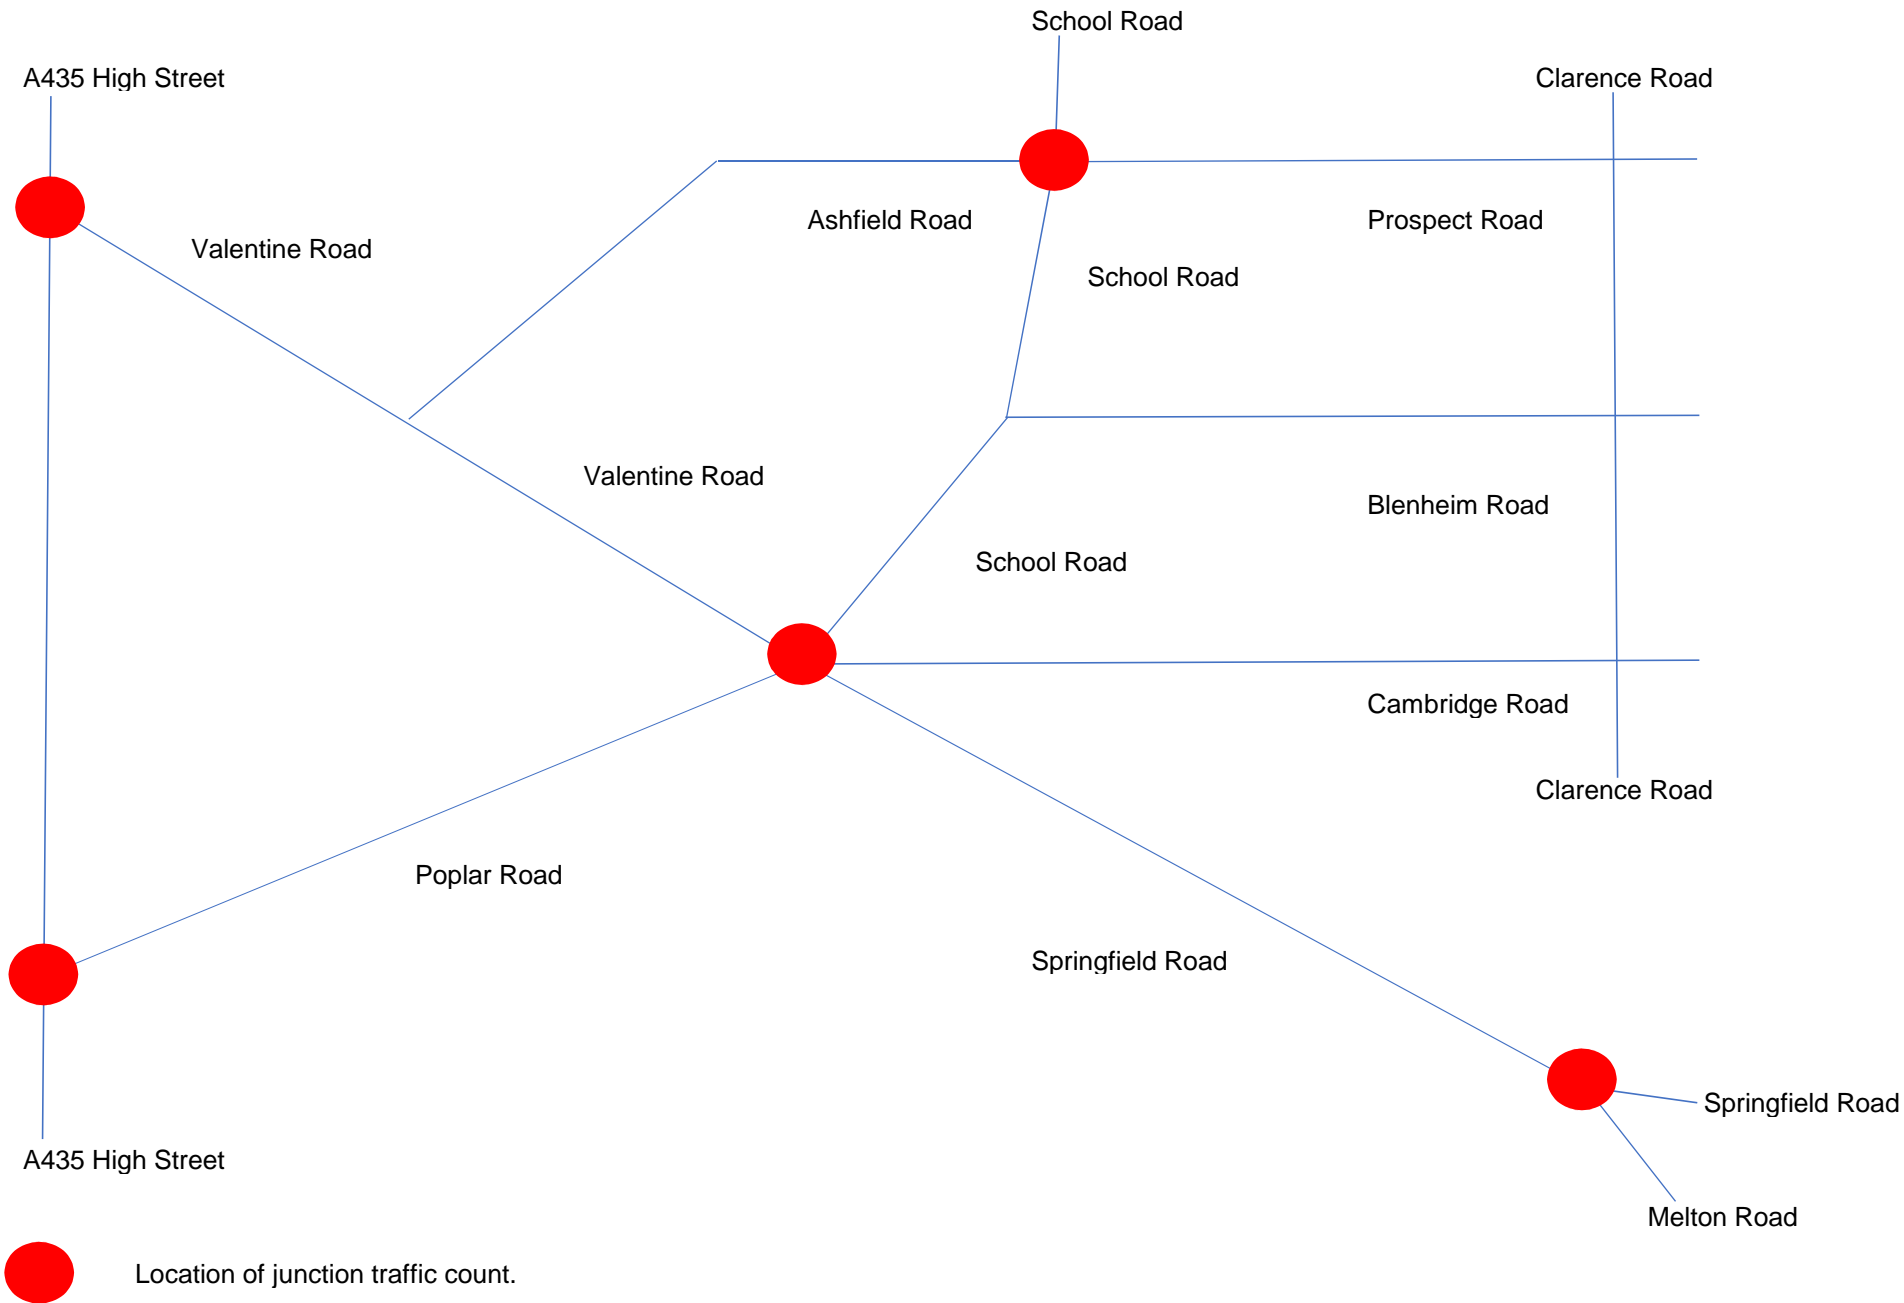 School Road
A435 High Street
Clarence Road
Ashfield Road
Prospect Road
Valentine Road
School Road
Valentine Road
Blenheim Road
School Road
Cambridge Road
Clarence Road
Poplar Road
Springfield Road
Springfield Road
A435 High Street
Melton Road
Location of junction traffic count.